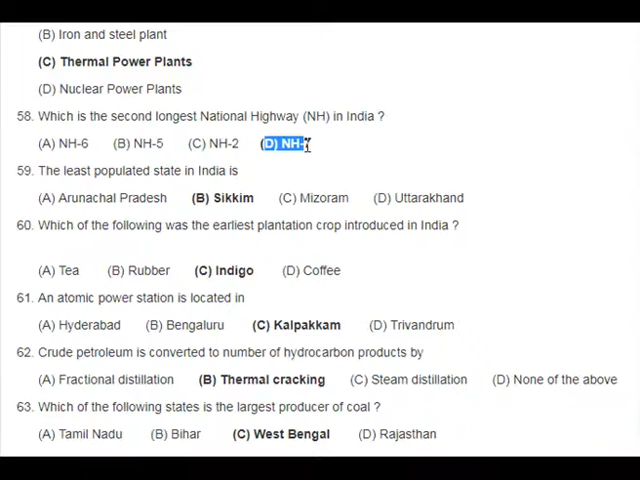 (B) Iron and steel plant
(C) Thermal Power Plants
(D) Nuclear Power Plants
58. Which is the second longest National Highway (NH) in India ?
(A) NH-6 (B) NH-5 (C) NH-2 (D) NH-
59. The least populated state in India is
(A) Arunachal Pradesh (B) Sikkim (C) Mizoram (D) Uttarakhand
60. Which of the following was the earliest plantation crop introduced in India ?
(A) Tea (B) Rubber (C) Indigo (D) Coffee
61. An atomic power station is located in
(A) Hyderabad (B) Bengaluru (C) Kalpakkam (D) Trivandrum
62. Crude petroleum is converted to number of hydrocarbon products by
(A) Fractional distillation (B) Thermal cracking (C) Steam distillation (D) None of the above
63. Which of the following states is the largest producer of coal ?
(A) Tamil Nadu (B) Bihar (C) West Bengal (D) Rajasthan